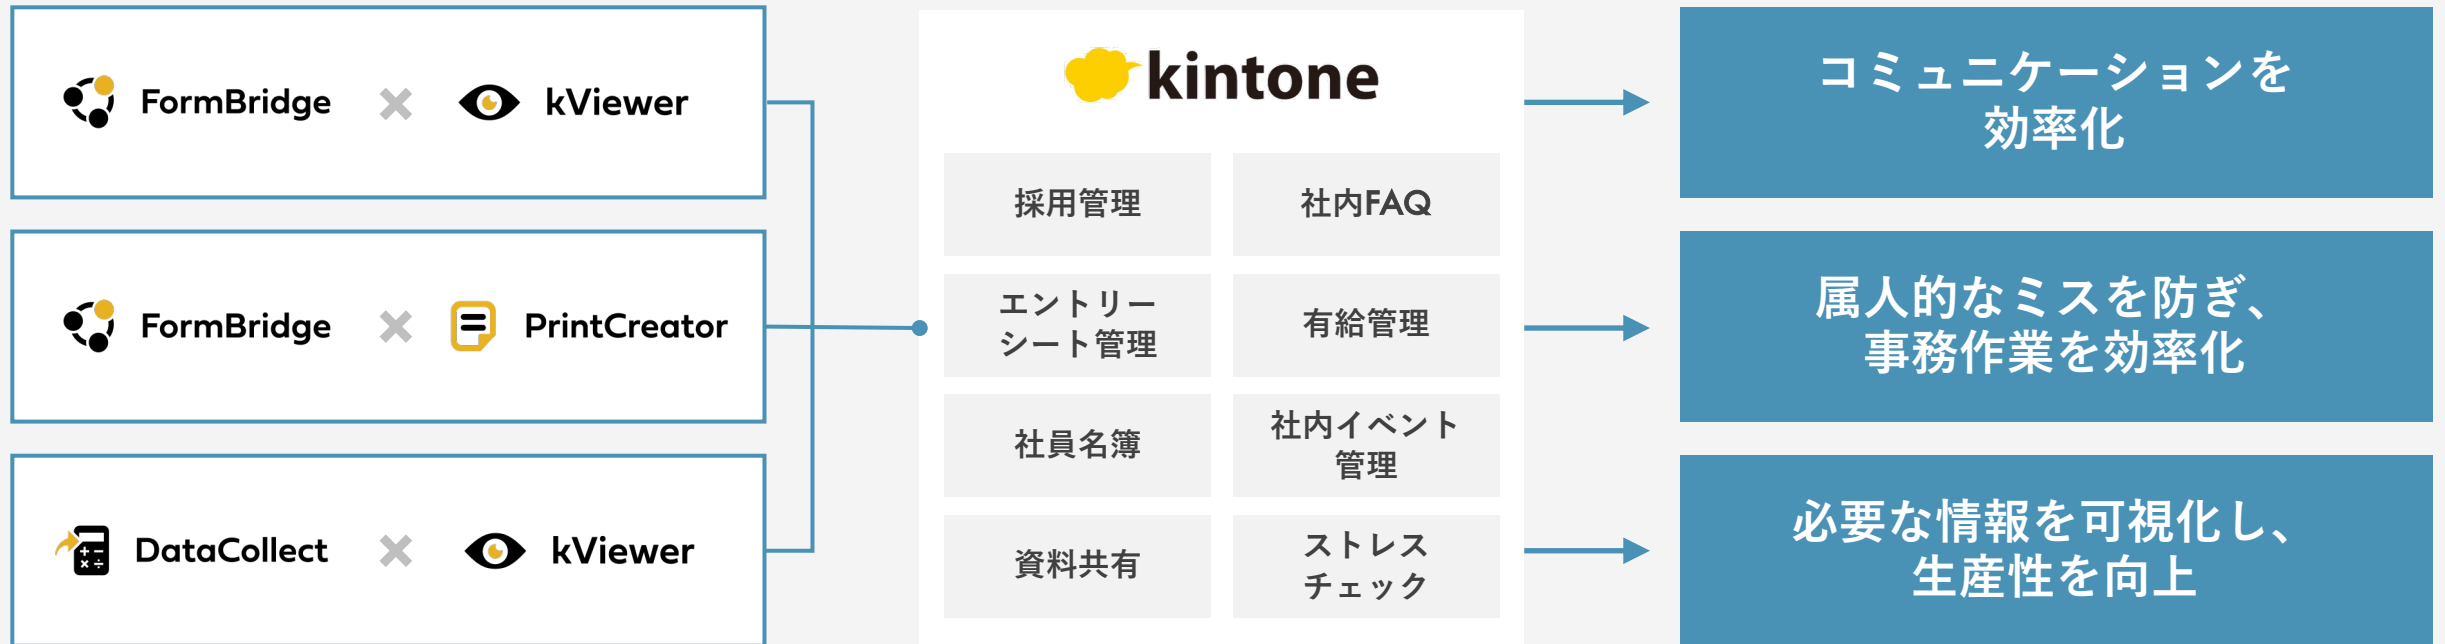 FormBridge × kViewer
FormBridge × PrintCreator
DataCollect × kViewer
kintone
採用管理
社内FAQ
エントリー
シート管理
有給管理
社員名簿
社内イベント
管理
資料共有
ストレス
チェック
コミュニケーションを
効率化
属人的なミスを防ぎ、
事務作業を効率化
必要な情報を可視化し、
生産性を向上